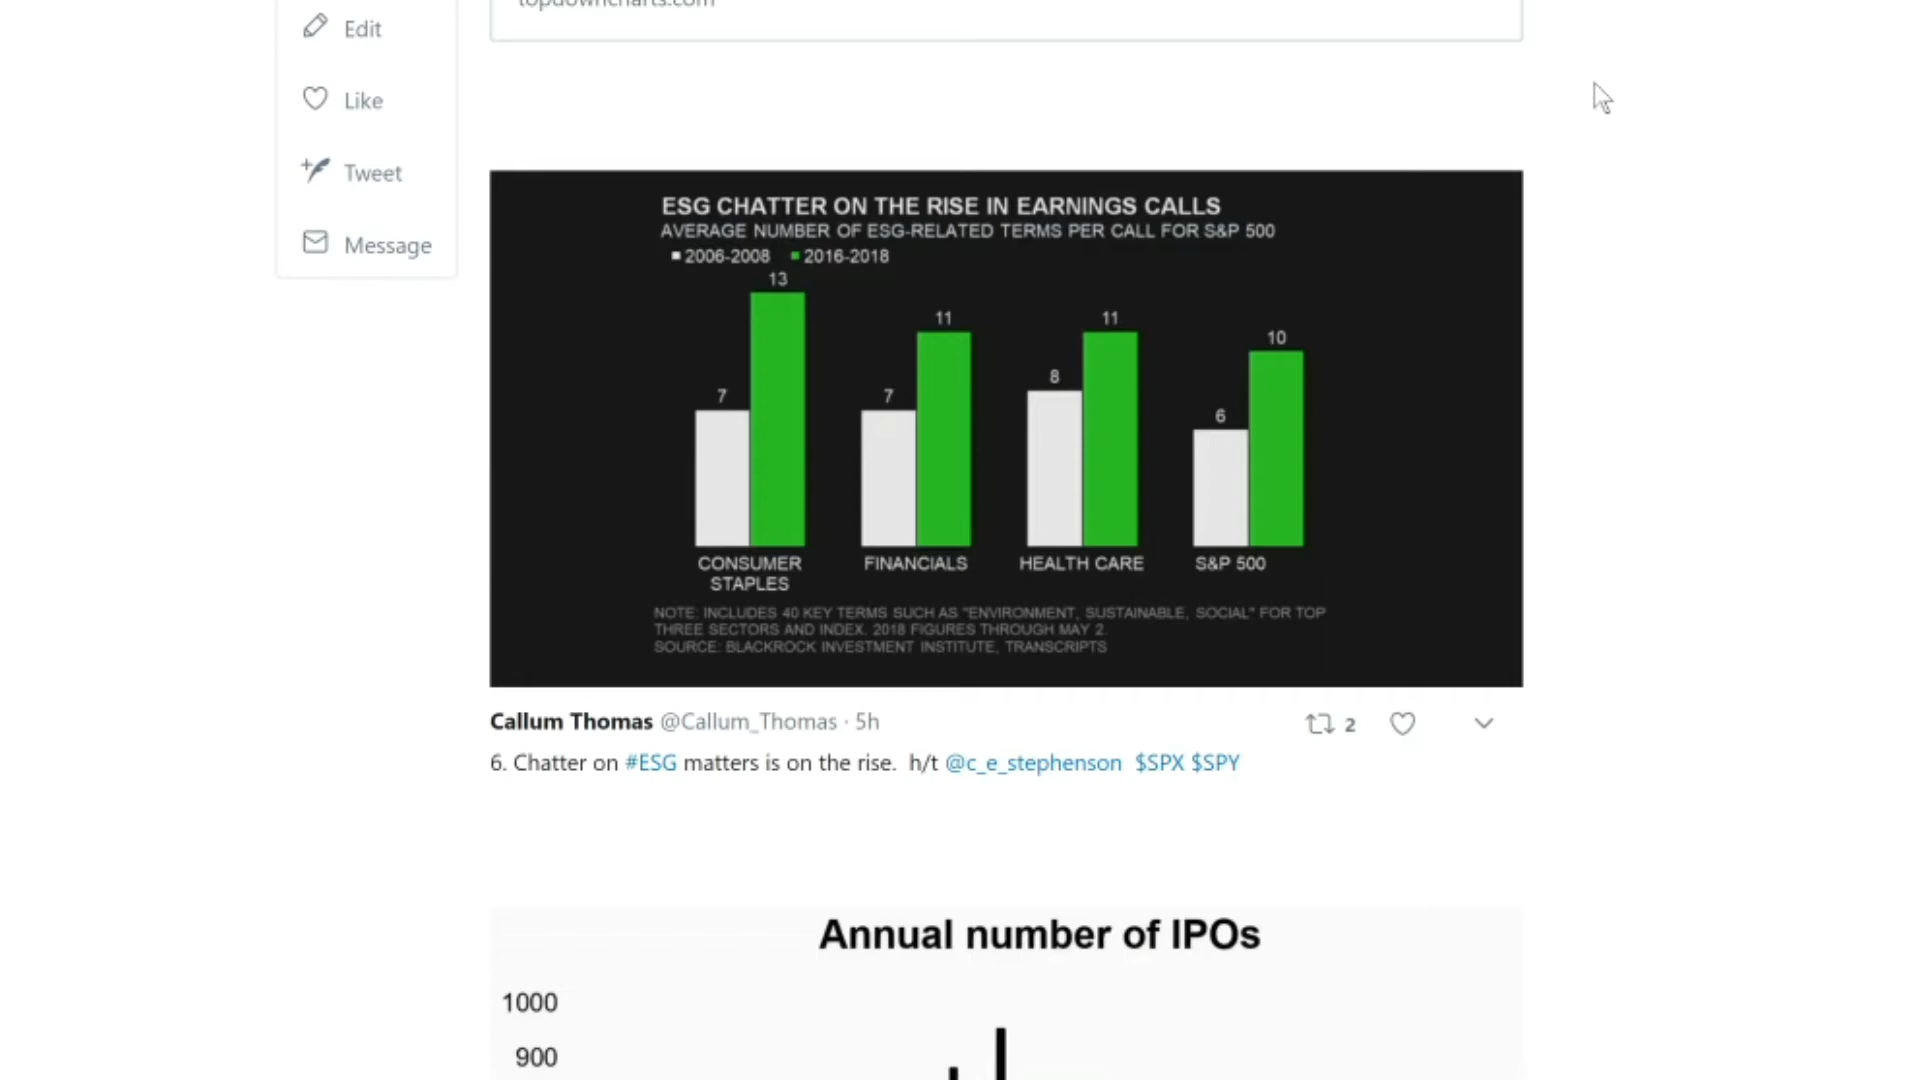 topdowncharts.com
Edit
Like
Tweet
Message
ESG CHATTER ON THE RISE IN EARNINGS CALLS
AVERAGE NUMBER OF ESG-RELATED TERMS PER CALL FOR S&P 500
2006-2008 2016-2018
13
11
11
10
7
7
8
6
CONSUMER STAPLES
FINANCIALS
HEALTH CARE
S&P 500
NOTE: INCLUDES 40 KEY TERMS SUCH AS "ENVIRONMENT, SUSTAINABLE, SOCIAL" FOR TOP
THREE SECTORS AND INDEX. 2018 FIGURES THROUGH MAY 2.
SOURCE: BLACKROCK INVESTMENT INSTITUTE, TRANSCRIPTS
Callum Thomas @Callum_Thomas · 5h
2
6. Chatter on #ESG matters is on the rise. h/t @c_e_stephenson $SPX $SPY
Annual number of IPOs
1000
900